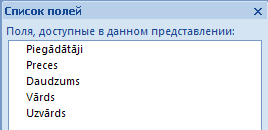 Список полей
Поля, доступные в данном представлении:
Piegādātāji
Preces
Daudzums
Vārds
Uzvārds